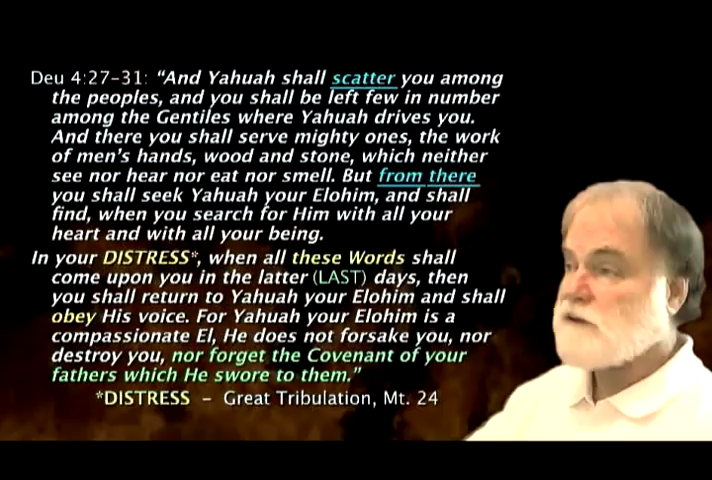 Deu 4:27-31: “And Yahuah shall scatter you among
the peoples, and you shall be left few in number
among the Gentiles where Yahuah drives you.
And there you shall serve mighty ones, the work
of men's hands, wood and stone, which neither
see nor hear nor eat nor smell. But from there
you shall seek Yahuah your Elohim, and shall
find, when you search for Him with all your
heart and with all your being.
In your DISTRESS*, when all these Words shall
come upon you in the latter (LAST) days, then
you shall return to Yahuah your Elohim and shall
obey His voice. For Yahuah your Elohim is a
compassionate El, He does not forsake you, nor
destroy you, nor forget the Covenant of your
fathers which He swore to them.”
*DISTRESS – Great Tribulation, Mt. 24